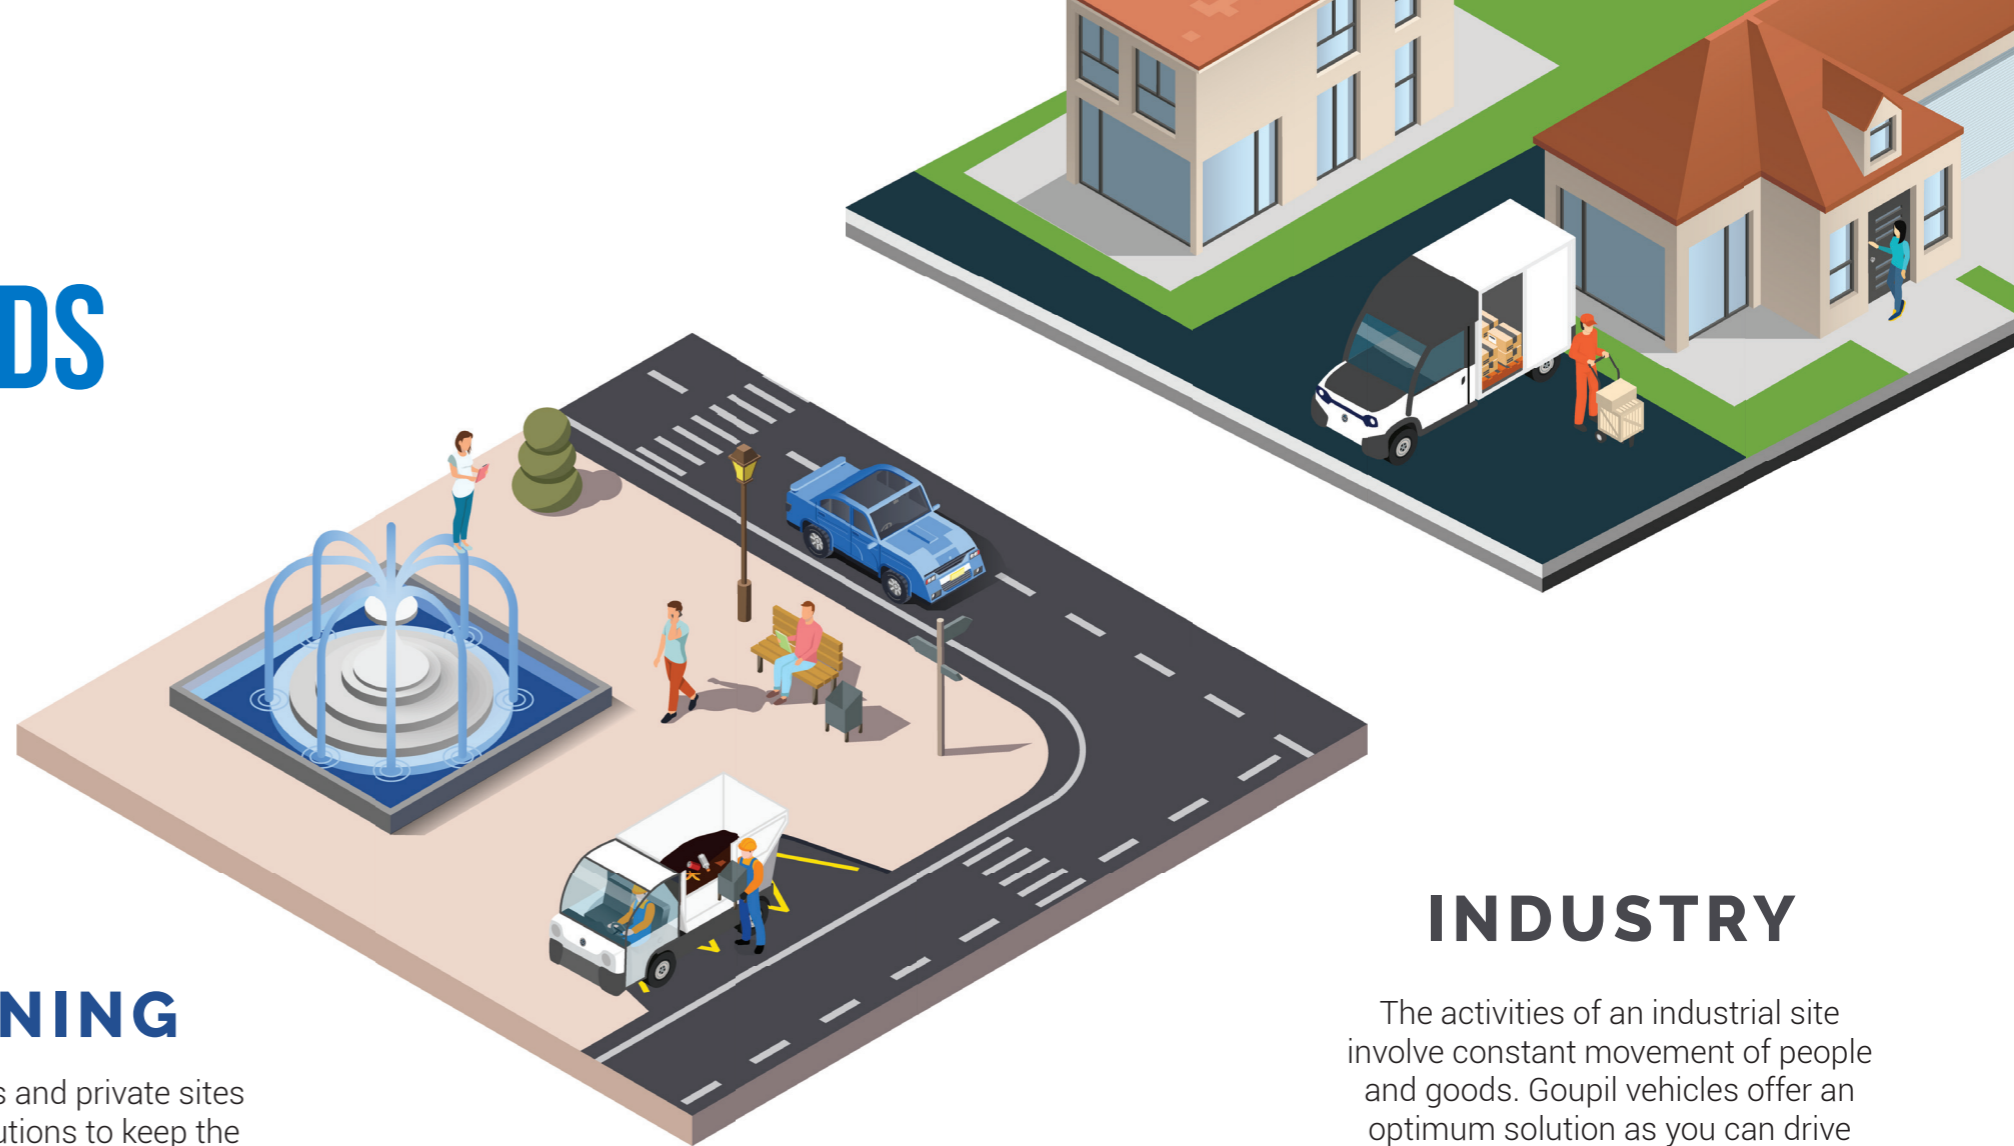 DS
NING
s and private sites
utions to keep the
INDUSTRY
The activities of an industrial site
involve constant movement of people
and goods. Goupil vehicles offer an
optimum solution as you can drive